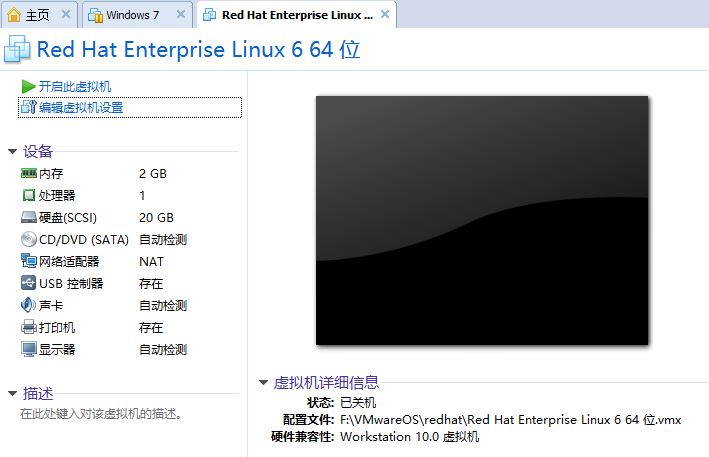 主页
Windows 7
Red Hat Enterprise Linux ...
Red Hat Enterprise Linux 6 64 位
开启此虚拟机
编辑虚拟机设置
设备
内存 2 GB
处理器 1
硬盘(SCSI) 20 GB
CD/DVD (SATA) 自动检测
网络适配器 NAT
USB 控制器 存在
声卡 自动检测
打印机 存在
显示器 自动检测
描述
在此处键入对该虚拟机的描述。
虚拟机详细信息
状态: 已关机
配置文件: F:\VMwareOS\redhat\Red Hat Enterprise Linux 6 64 位.vmx
硬件兼容性: Workstation 10.0 虚拟机